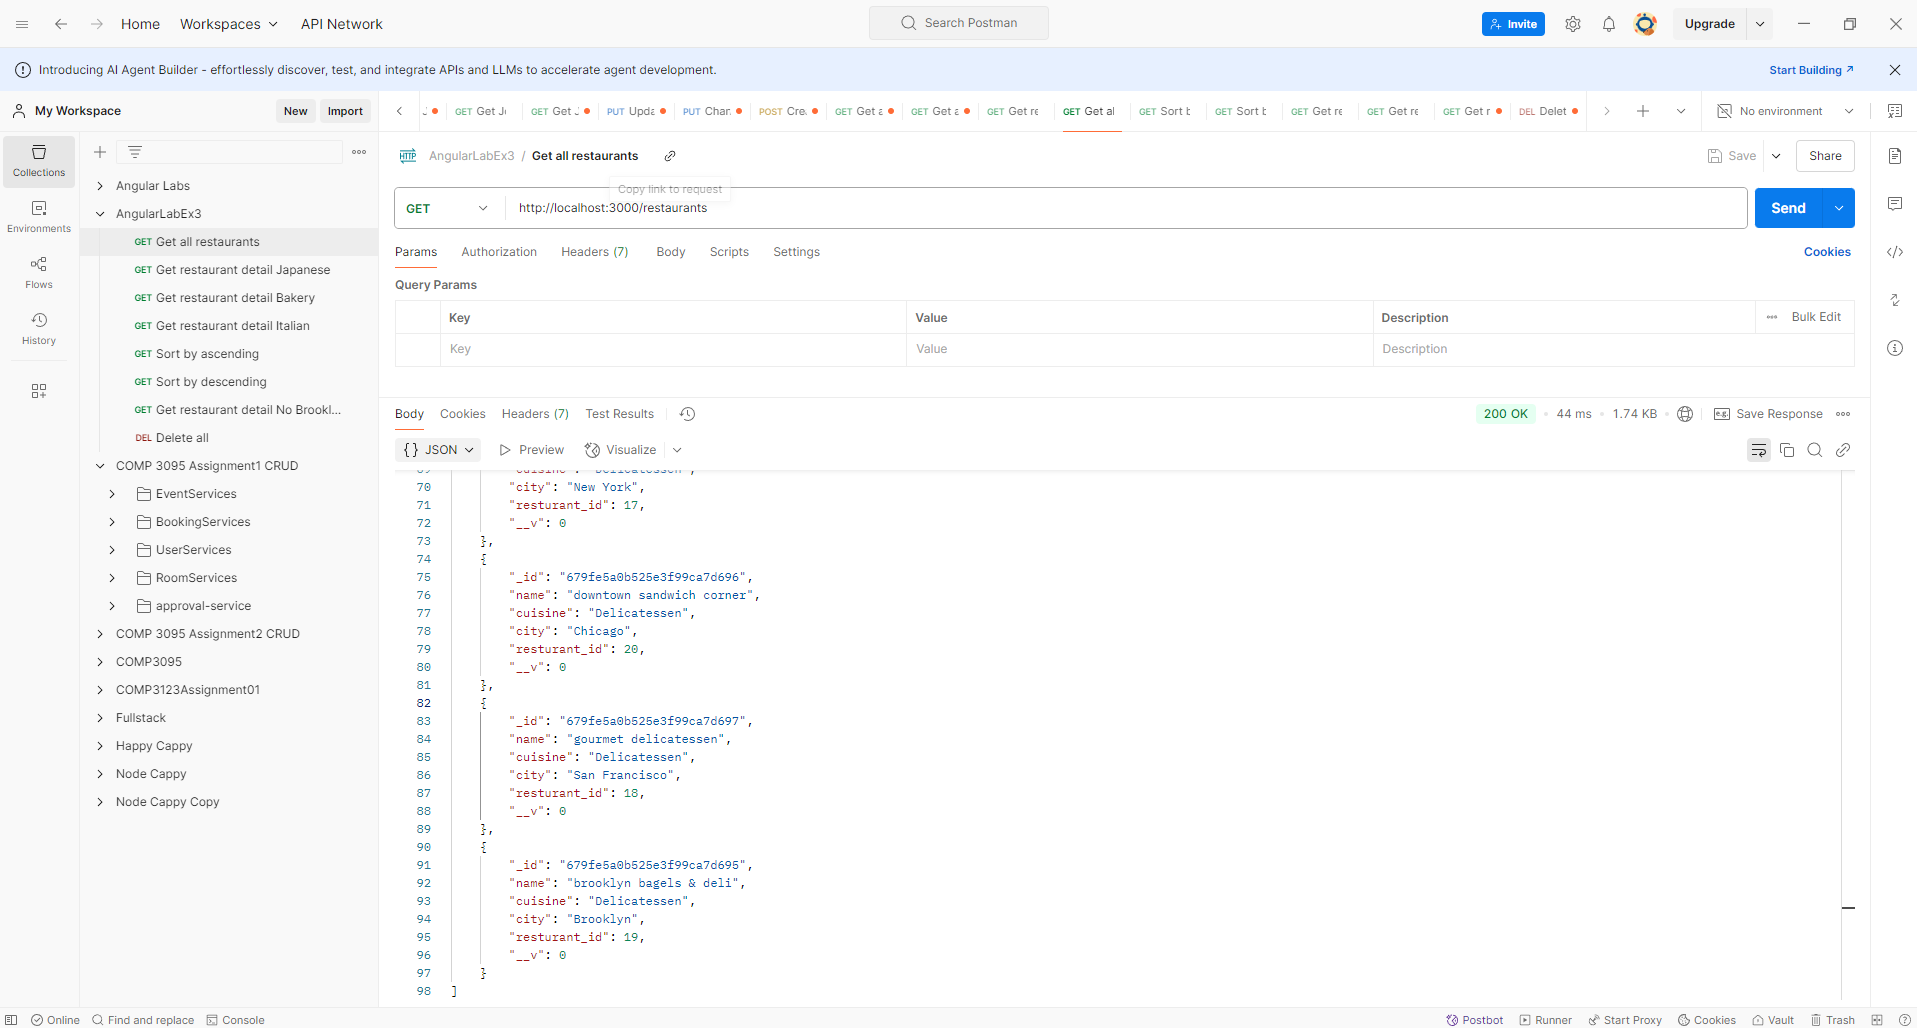 Home Workspaces API Network Search Postman Invite Upgrade
Introducing AI Agent Builder - effortlessly discover, test, and integrate APIs and LLMs to accelerate agent development. Start Building
My Workspace New Import
GET Get Je GET Get . PUT Upda PUT Chan POST Cre GET Get a GET Get a GET Get re GET Get al GET Sort b GET Sort b GET Get re GET Get re GET Get r DEL Delet No environment
Collections
Environments
Flows
History
Angular Labs
AngularLabEx3
GET Get all restaurants
GET Get restaurant detail Japanese
GET Get restaurant detail Bakery
GET Get restaurant detail Italian
GET Sort by ascending
GET Sort by descending
GET Get restaurant detail No Brookl...
DEL Delete all
COMP 3095 Assignment1 CRUD
EventServices
BookingServices
UserServices
RoomServices
approval-service
COMP 3095 Assignment2 CRUD
COMP3095
COMP3123Assignment01
Fullstack
Happy Cappy
Node Cappy
Node Cappy Copy
HTTP AngularLabEx3 / Get all restaurants Save Share
Copy link to request
GET http://localhost:3000/restaurants Send
Params Authorization Headers (7) Body Scripts Settings Cookies
Query Params
Key Value Description Bulk Edit
Key Value Description
Body Cookies Headers (7) Test Results 200 OK 44 ms 1.74 KB e.g. Save Response
{} JSON Preview Visualize
69 "cuisine": "Delicatessen",
70 "city": "New York",
71 "resturant_id": 17,
72 "__v": 0
73 },
74 {
75 "_id": "679fe5a0b525e3f99ca7d696",
76 "name": "downtown sandwich corner",
77 "cuisine": "Delicatessen",
78 "city": "Chicago",
79 "resturant_id": 20,
80 "__v": 0
81 },
82 {
83 "_id": "679fe5a0b525e3f99ca7d697",
84 "name": "gourmet delicatessen",
85 "cuisine": "Delicatessen",
86 "city": "San Francisco",
87 "resturant_id": 18,
88 "__v": 0
89 },
90 {
91 "_id": "679fe5a0b525e3f99ca7d695",
92 "name": "brooklyn bagels & deli",
93 "cuisine": "Delicatessen",
94 "city": "Brooklyn",
95 "resturant_id": 19,
96 "__v": 0
97 }
98 ]
Online Find and replace Console Postbot Runner Start Proxy Cookies Vault Trash